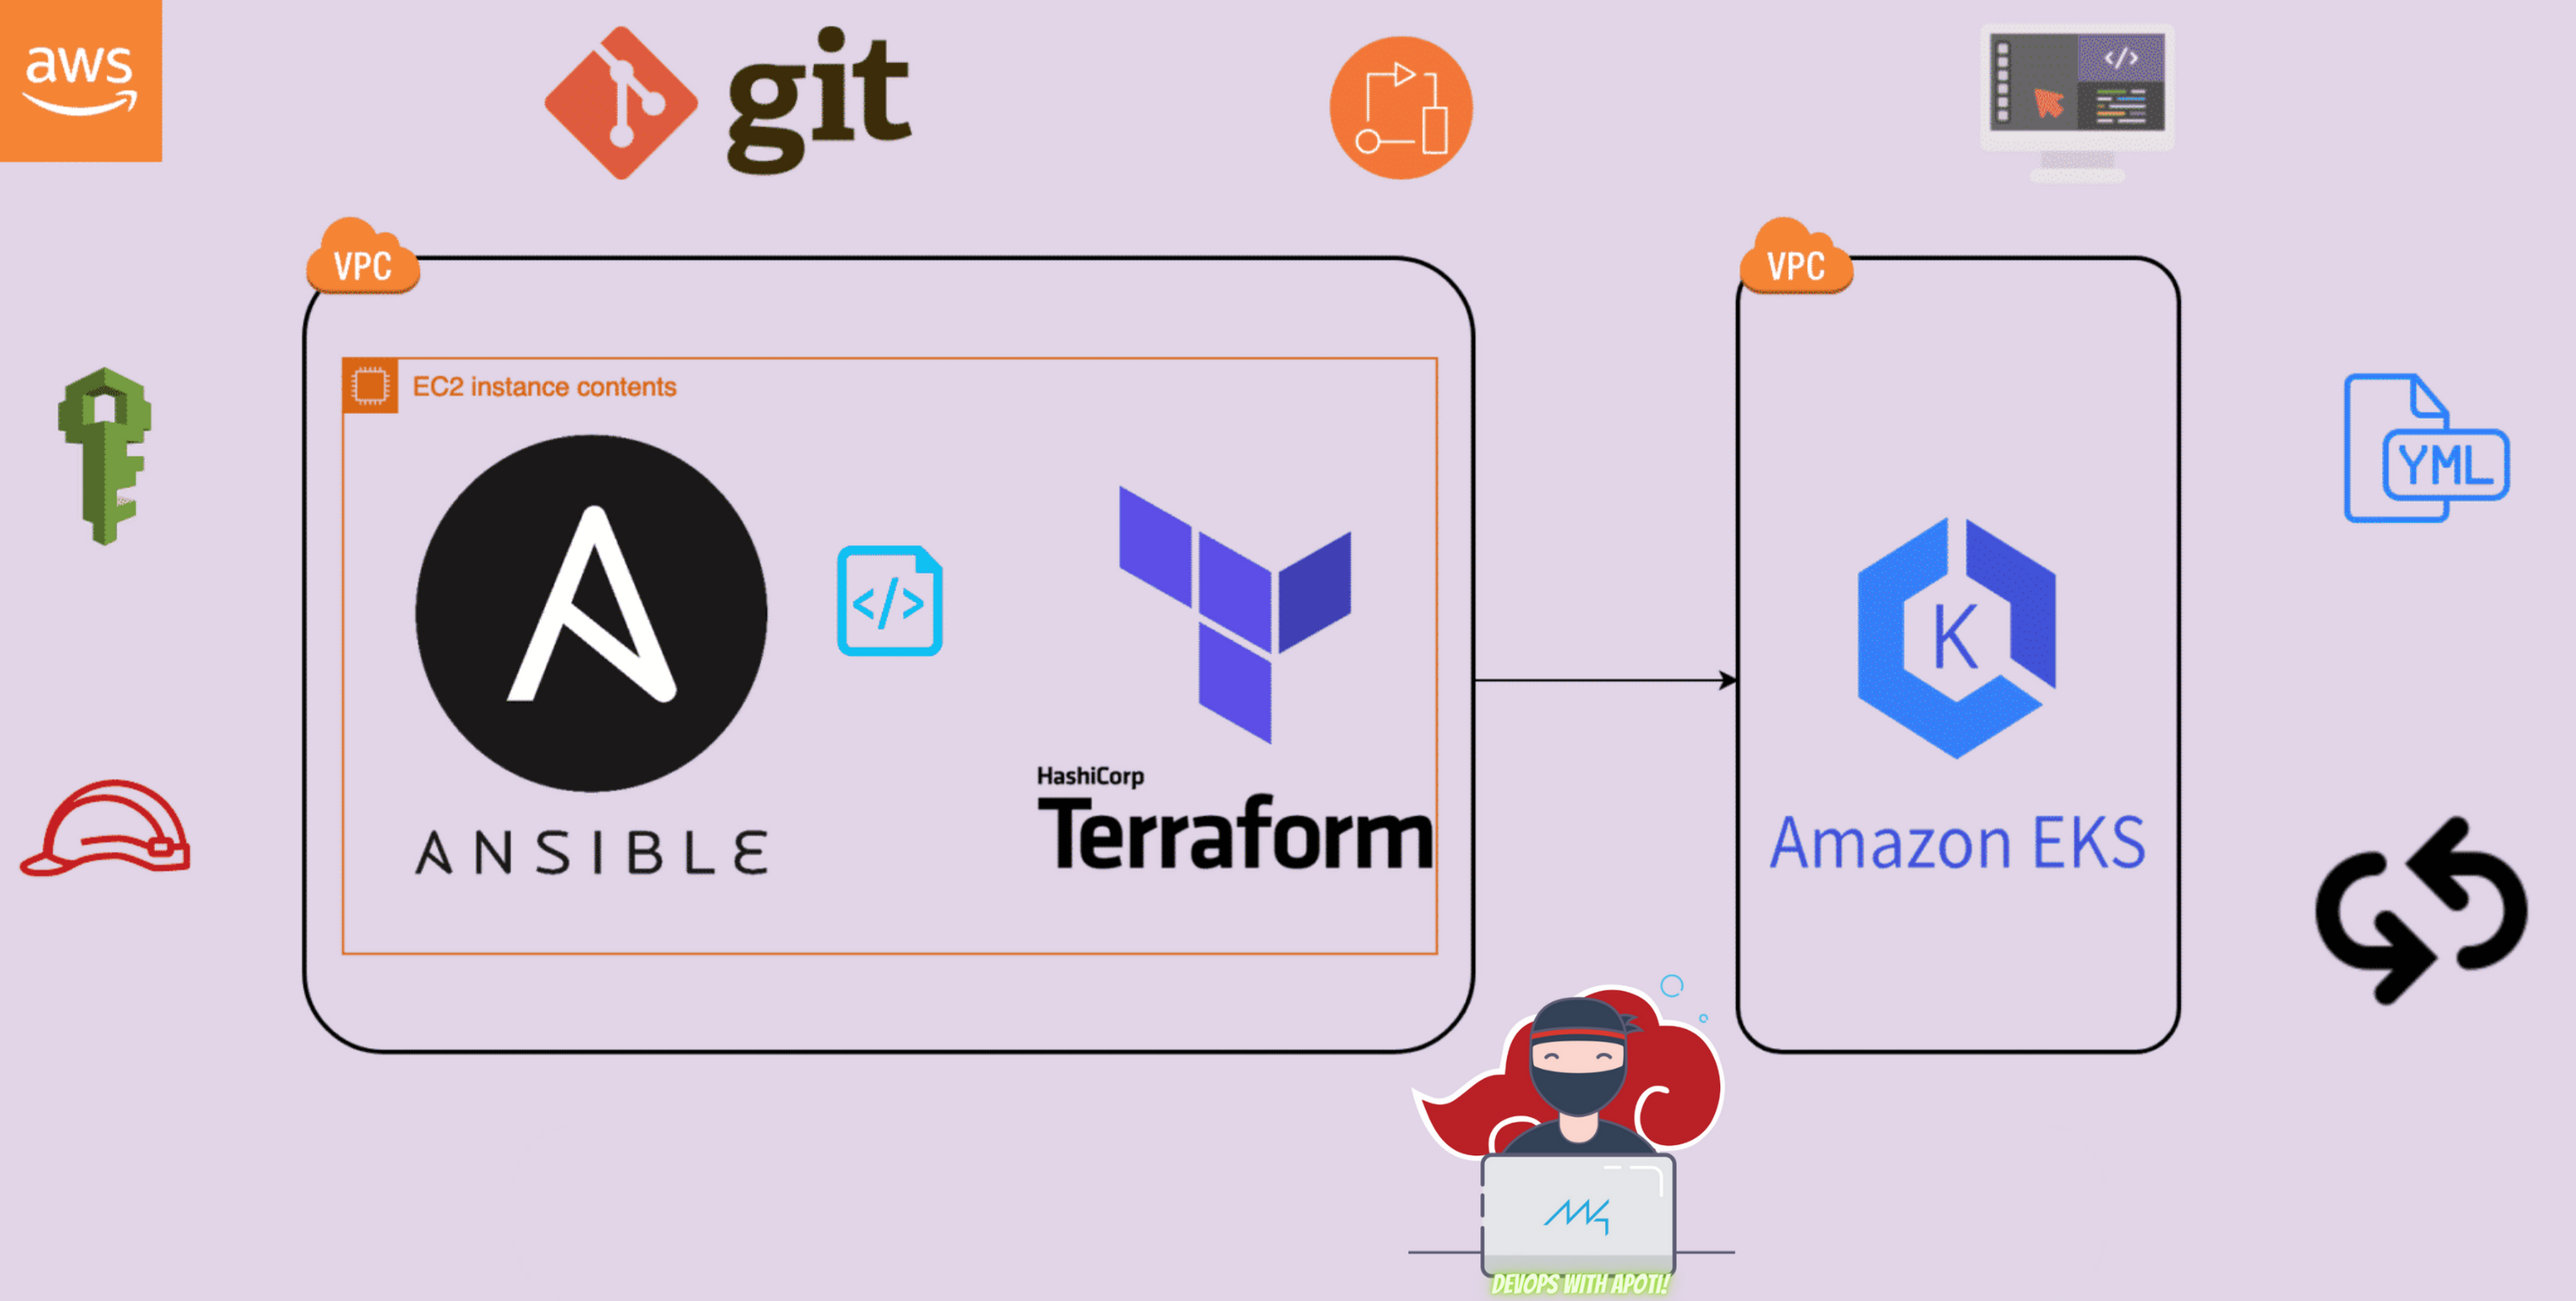 aws
git
</>
VPC
VPC
EC2 instance contents
YML
</>
K
HashiCorp
Terraform
ANSIBLE
Amazon EKS
DEVOPS WITH APOTI!